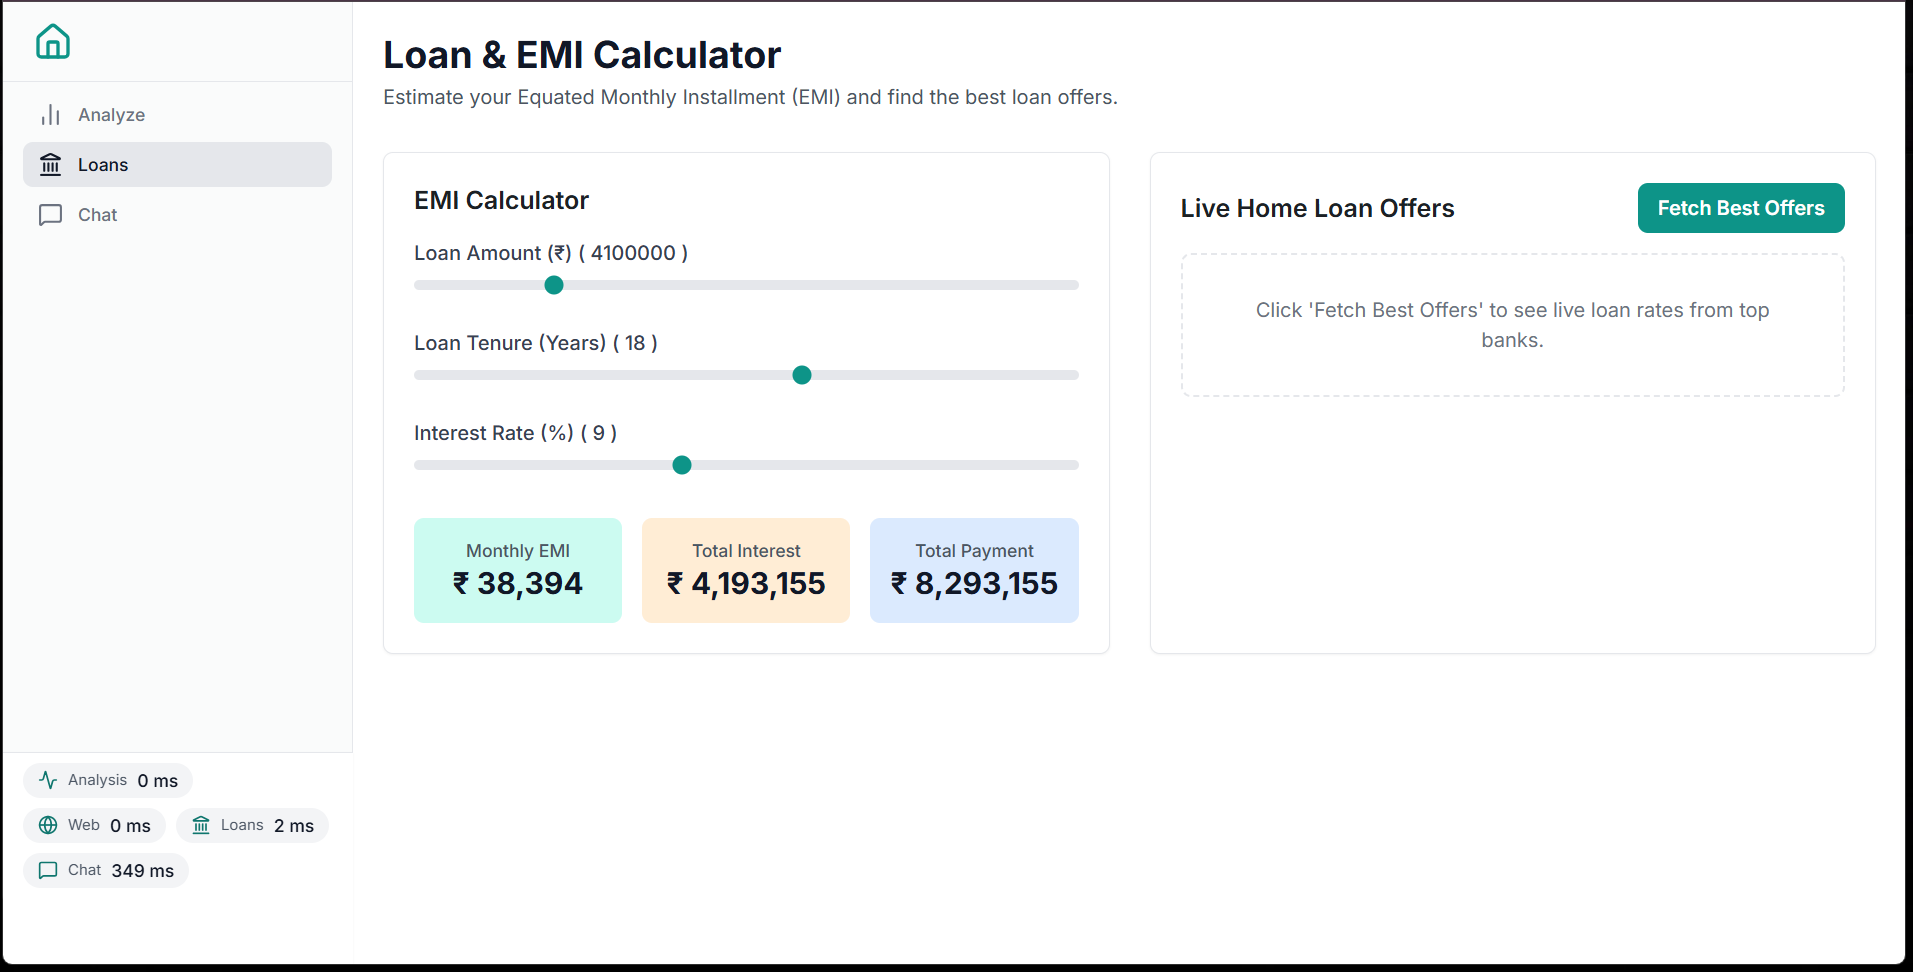 Analyze
Loans
Chat
Analysis 0 ms
Web 0 ms Loans 2 ms
Chat 349 ms
Loan & EMI Calculator
Estimate your Equated Monthly Installment (EMI) and find the best loan offers.
EMI Calculator
Loan Amount (₹) ( 4100000 )
Loan Tenure (Years) ( 18 )
Interest Rate (%) ( 9 )
Monthly EMI
₹ 38,394
Total Interest
₹ 4,193,155
Total Payment
₹ 8,293,155
Live Home Loan Offers
Fetch Best Offers
Click 'Fetch Best Offers' to see live loan rates from top
banks.